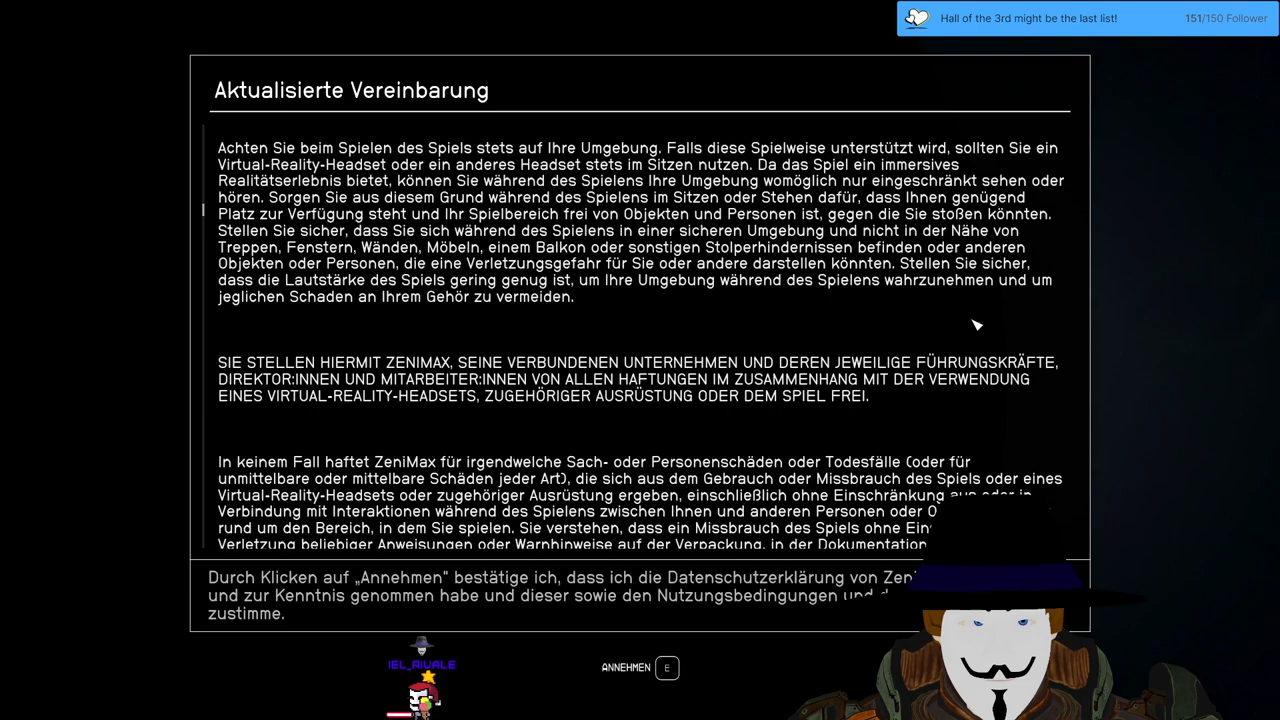 Hall of the 3rd might be the last list!
151/150 Follower
Aktualisierte Vereinbarung
Achten Sie beim Spielen des Spiels stets auf Ihre Umgebung. Falls diese Spielweise unterstützt wird, sollten Sie ein
Virtual-Reality-Headset oder ein anderes Headset stets im Sitzen nutzen. Da das Spiel ein immersives
Realitätserlebnis bietet, können Sie während des Spielens Ihre Umgebung womöglich nur eingeschränkt sehen oder
hören. Sorgen Sie aus diesem Grund während des Spielens im Sitzen oder Stehen dafür, dass Ihnen genügend
Platz zur Verfügung steht und Ihr Spielbereich frei von Objekten und Personen ist, gegen die Sie stoßen könnten.
Stellen Sie sicher, dass Sie sich während des Spielens in einer sicheren Umgebung und nicht in der Nähe von
Treppen, Fenstern, Wänden, Möbeln, einem Balkon oder sonstigen Stolperhindernissen befinden oder anderen
Objekten oder Personen, die eine Verletzungsgefahr für Sie oder andere darstellen könnten. Stellen Sie sicher,
dass die Lautstärke des Spiels gering genug ist, um Ihre Umgebung während des Spielens wahrzunehmen und um
jeglichen Schaden an Ihrem Gehör zu vermeiden.
SIE STELLEN HIERMIT ZENIMAX, SEINE VERBUNDENEN UNTERNEHMEN UND DEREN JEWEILIGE FÜHRUNGSKRÄFTE,
DIREKTOR:INNEN UND MITARBEITER:INNEN VON ALLEN HAFTUNGEN IM ZUSAMMENHANG MIT DER VERWENDUNG
EINES VIRTUAL-REALITY-HEADSETS, ZUGEHÖRIGER AUSRÜSTUNG ODER DEM SPIEL FREI.
In keinem Fall haftet ZeniMax für irgendwelche Sach- oder Personenschäden oder Todesfälle (oder für
unmittelbare oder mittelbare Schäden jeder Art), die sich aus dem Gebrauch oder Missbrauch des Spiels oder eines
Virtual-Reality-Headsets oder zugehöriger Ausrüstung ergeben, einschließlich ohne Einschränkung aus oder in
Verbindung mit Interaktionen während des Spielens zwischen Ihnen und anderen Personen oder
rund um den Bereich, in dem Sie spielen. Sie verstehen, dass ein Missbrauch des Spiels ohne
Verletzung beliebiger Anweisungen oder Warnhinweise auf der Verpackung, in der Dokumentation
Durch Klicken auf „Annehmen" bestätige ich, dass ich die Datenschutzerklärung von
und zur Kenntnis genommen habe und dieser sowie den Nutzungsbedingungen und
zustimme.
IEL_RIVALE
ANNEHMEN E